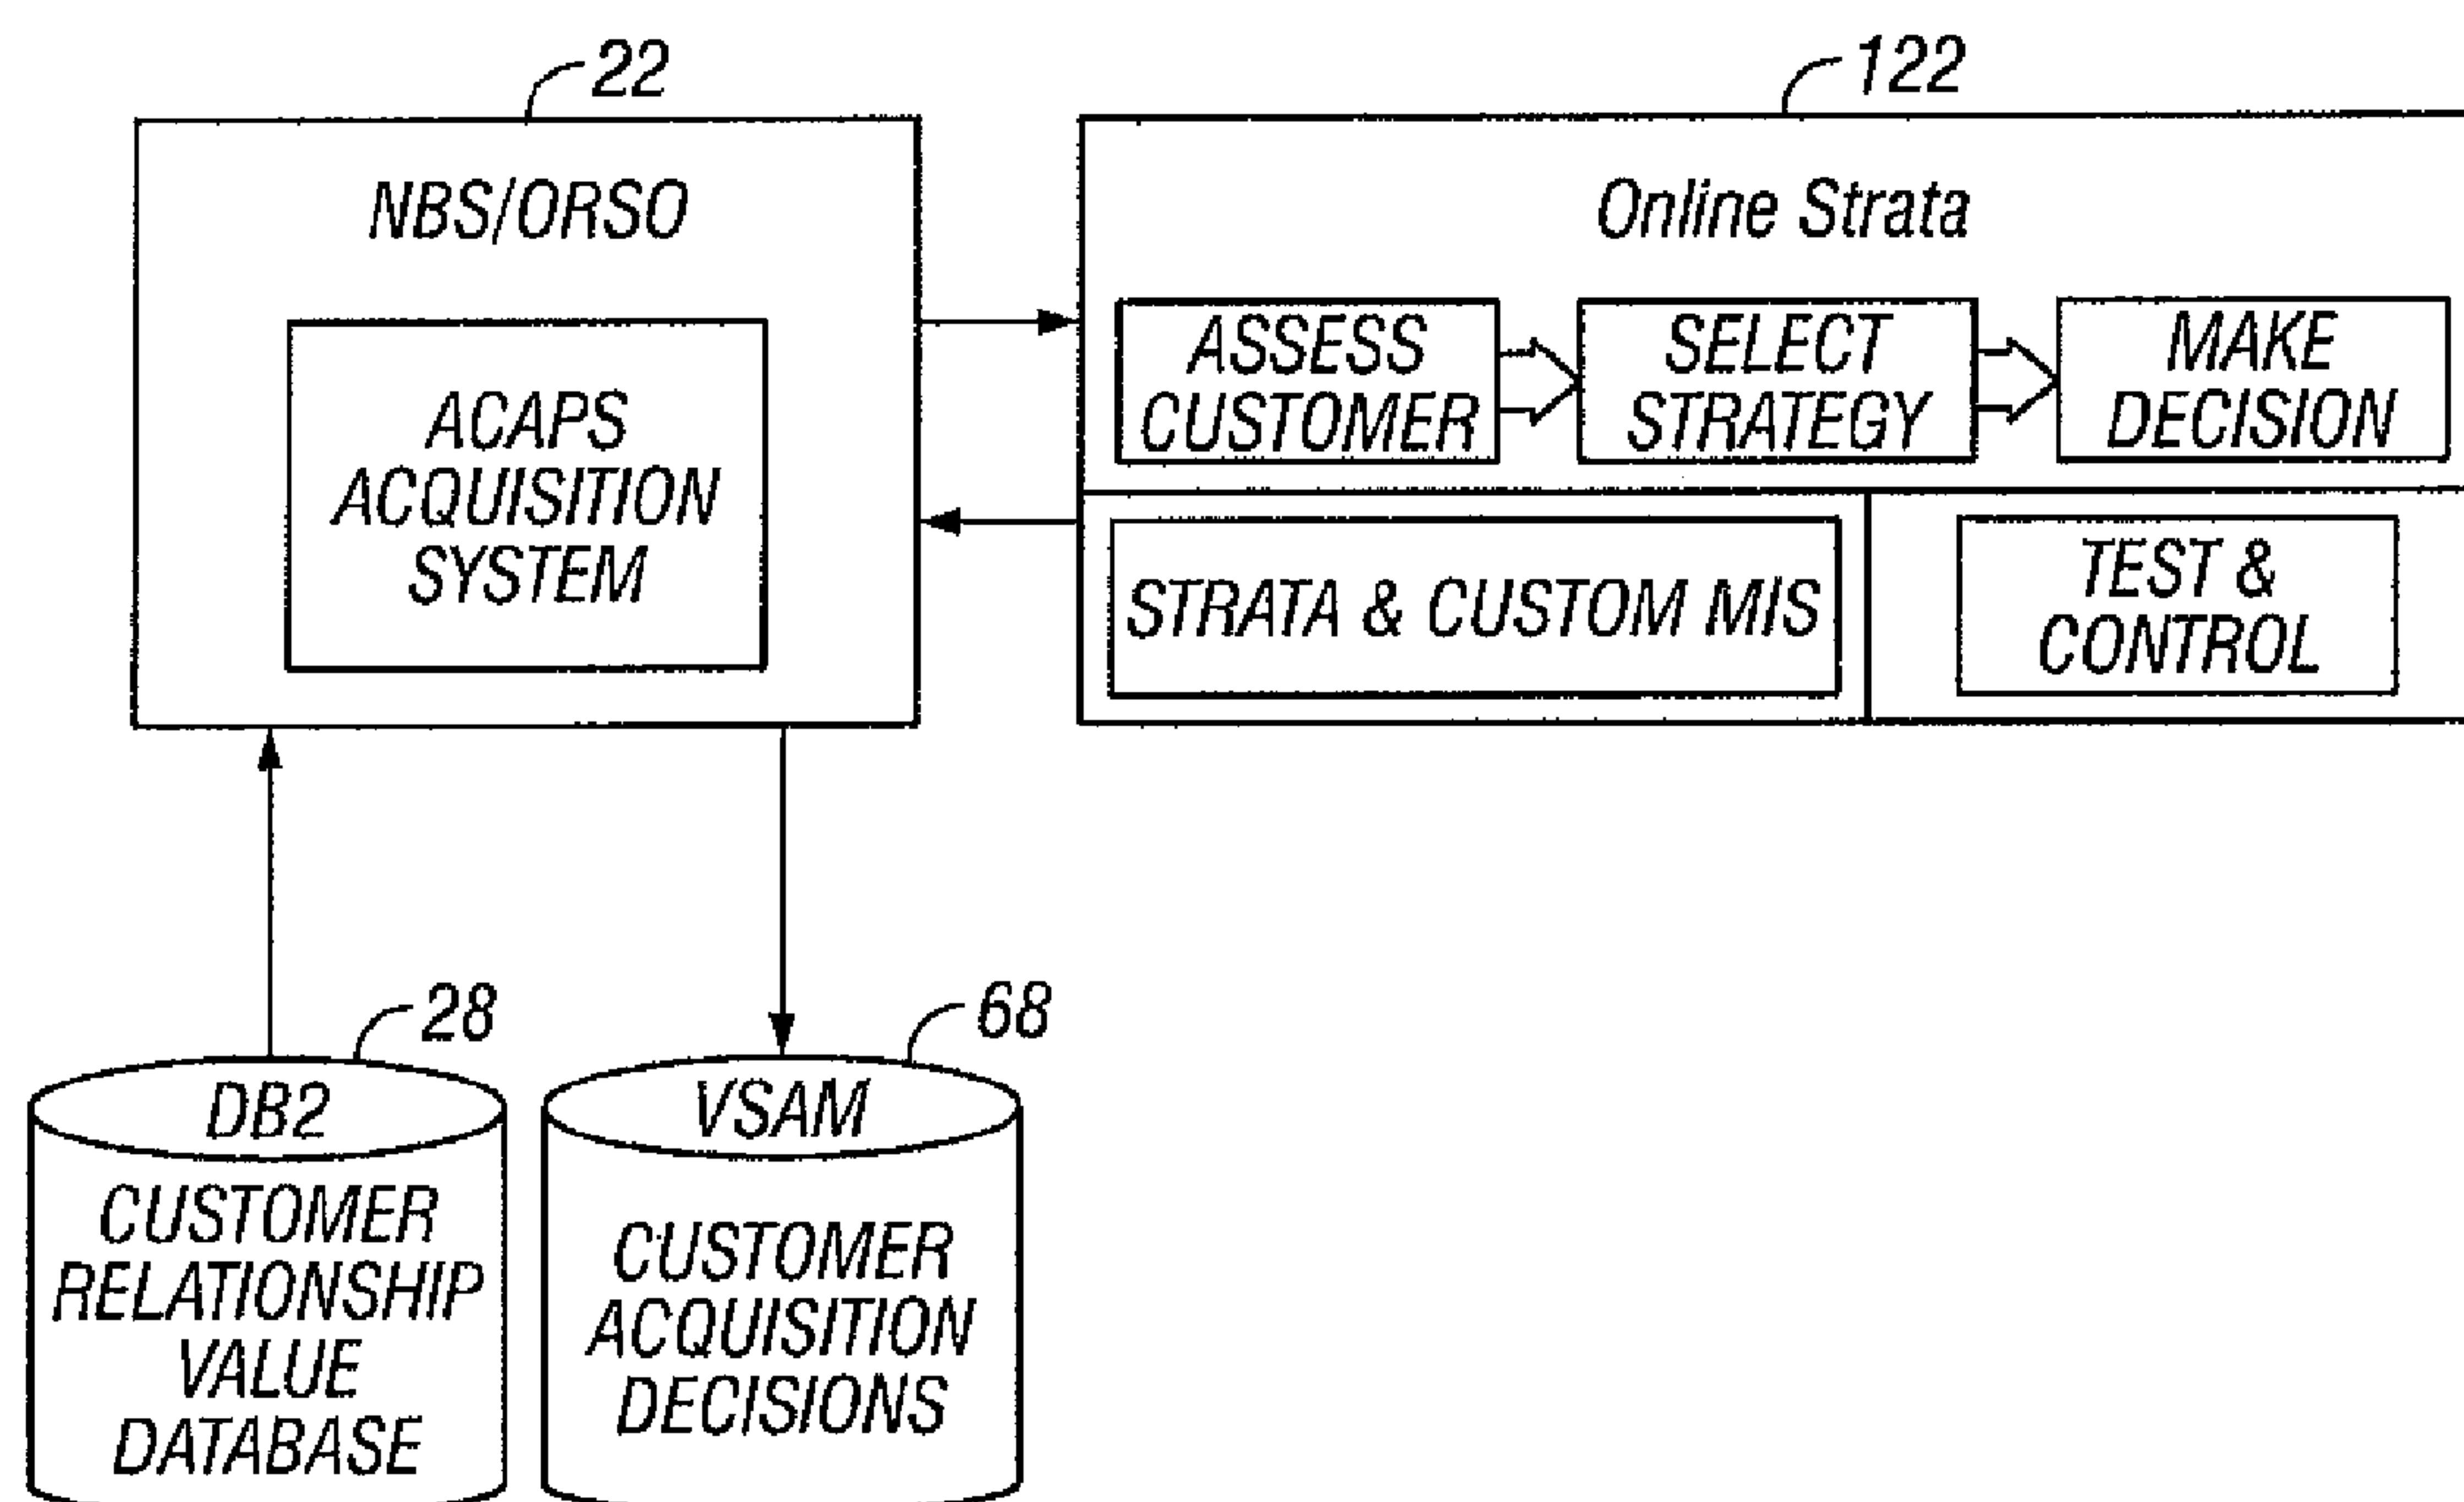 22
NBS/ORSO
ACAPS
ACQUISITION
SYSTEM
122
Online Strata
ASSESS
CUSTOMER
SELECT
STRATEGY
MAKE
DECISION
STRATA & CUSTOM MIS
TEST &
CONTROL
28
DB2
CUSTOMER
RELATIONSHIP
VALUE
DATABASE
68
VSAM
CUSTOMER
ACQUISITION
DECISIONS